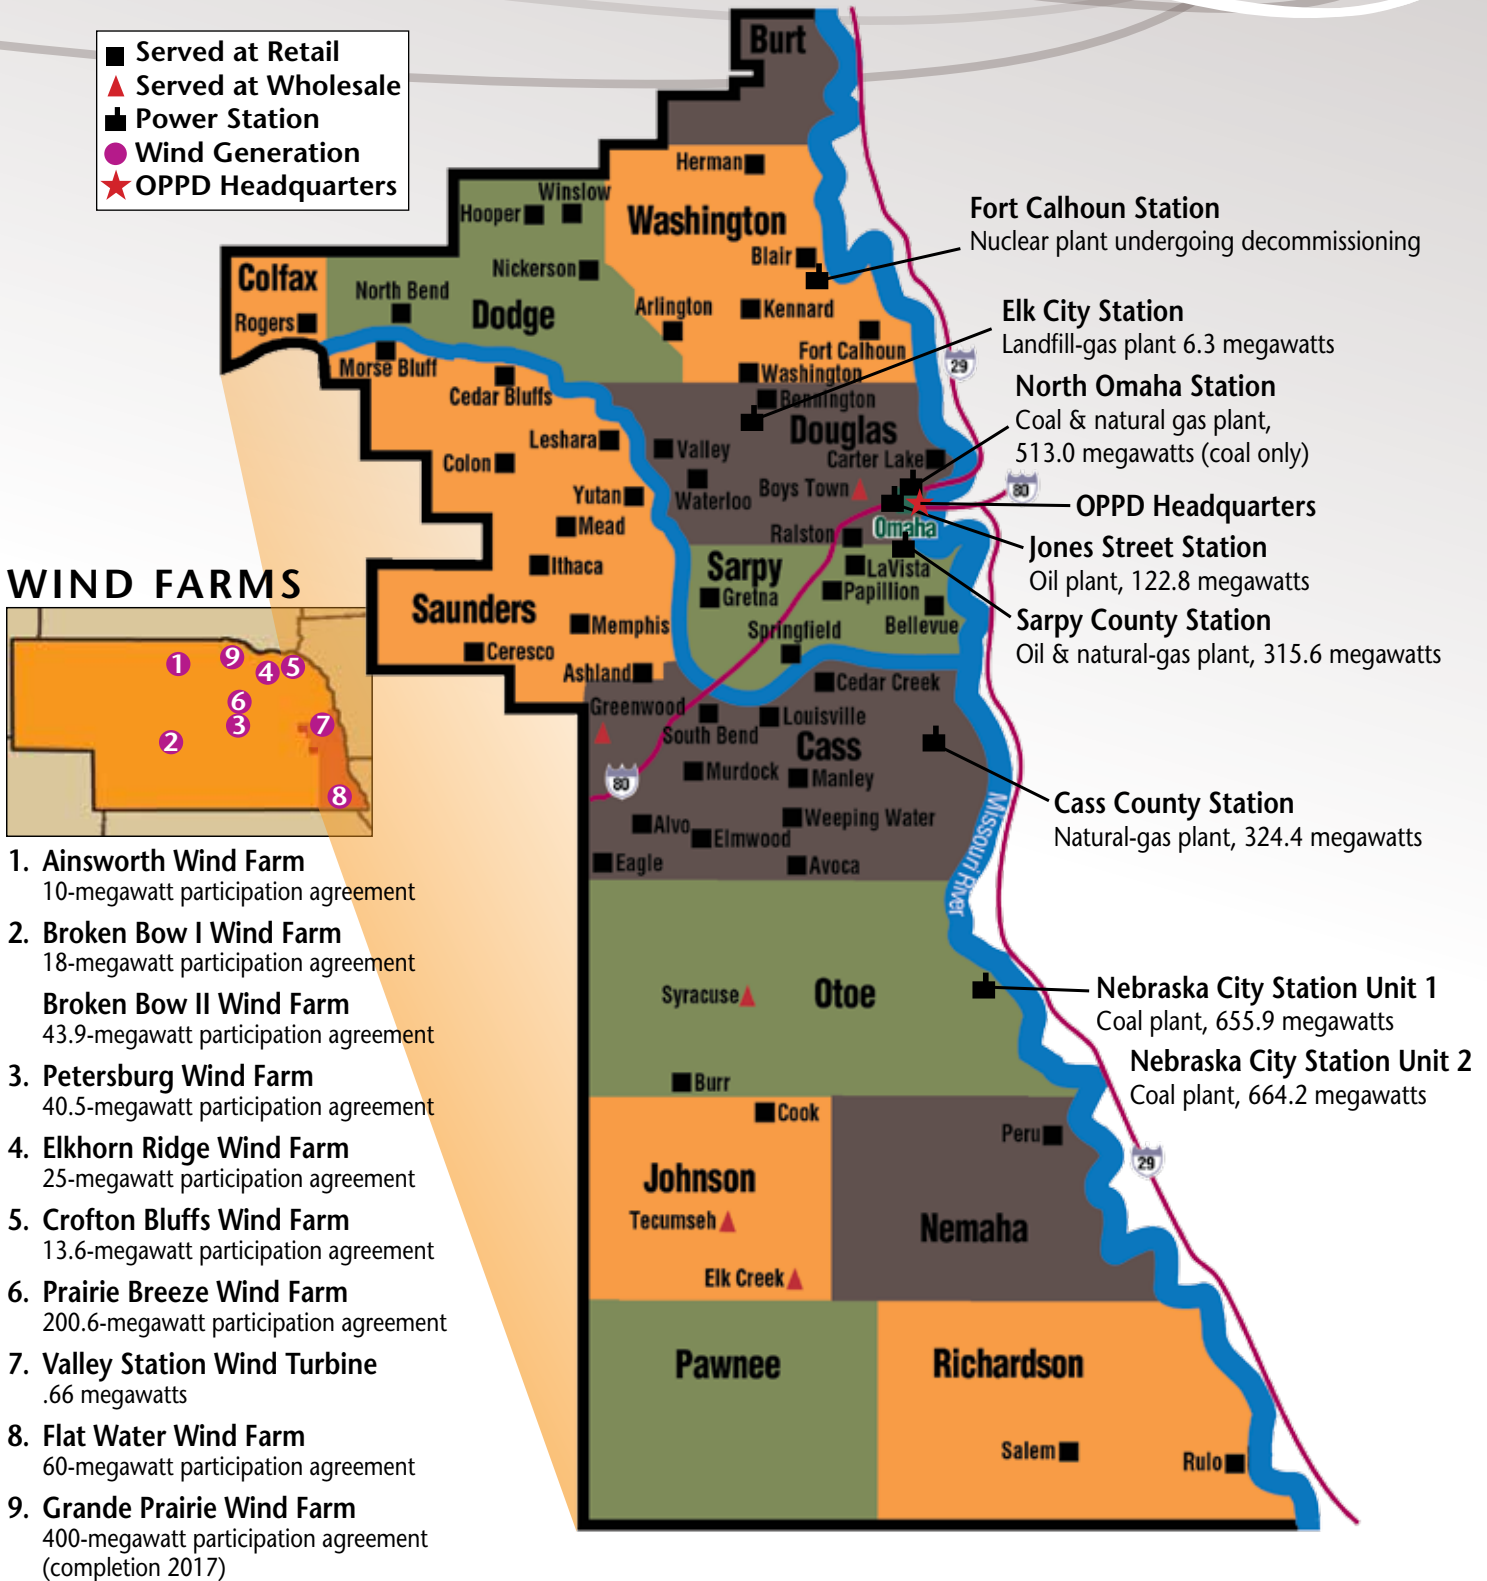 Served at Retail
Served at Wholesale
Power Station
Wind Generation
OPPD Headquarters
Burt
Herman
Winslow
Hooper
Washington
Blair
Nickerson
Colfax
North Bend
Arlington
Kennard
Rogers
Dodge
Fort Calhoun
Morse Bluff
Washington
Cedar Bluffs
Bennington
Douglas
Leshara
Valley
Carter Lake
Colon
Boys Town
Yutan
Waterloo
Mead
Ralston
Omaha
Ithaca
Sarpy
LaVista
Gretna
Papillion
Saunders
Memphis
Springfield
Bellevue
Ceresco
Ashland
Cedar Creek
Greenwood
Louisville
South Bend
Cass
Murdock
Manley
80
Alvo
Weeping Water
Elmwood
Eagle
Avoca
Missouri River
Syracuse
Otoe
Burr
Cook
Peru
Johnson
29
Tecumseh
Nemaha
Elk Creek
Pawnee
Richardson
Salem
Rulo
Fort Calhoun Station
Nuclear plant undergoing decommissioning
Elk City Station
Landfill-gas plant 6.3 megawatts
29
North Omaha Station
Coal & natural gas plant,
513.0 megawatts (coal only)
80
OPPD Headquarters
Jones Street Station
Oil plant, 122.8 megawatts
Sarpy County Station
Oil & natural-gas plant, 315.6 megawatts
Cass County Station
Natural-gas plant, 324.4 megawatts
Nebraska City Station Unit 1
Coal plant, 655.9 megawatts
Nebraska City Station Unit 2
Coal plant, 664.2 megawatts
WIND FARMS
1
9
4
5
6
3
7
2
8
1. Ainsworth Wind Farm
10-megawatt participation agreement
2. Broken Bow I Wind Farm
18-megawatt participation agreement
Broken Bow II Wind Farm
43.9-megawatt participation agreement
3. Petersburg Wind Farm
40.5-megawatt participation agreement
4. Elkhorn Ridge Wind Farm
25-megawatt participation agreement
5. Crofton Bluffs Wind Farm
13.6-megawatt participation agreement
6. Prairie Breeze Wind Farm
200.6-megawatt participation agreement
7. Valley Station Wind Turbine
.66 megawatts
8. Flat Water Wind Farm
60-megawatt participation agreement
9. Grande Prairie Wind Farm
400-megawatt participation agreement
(completion 2017)